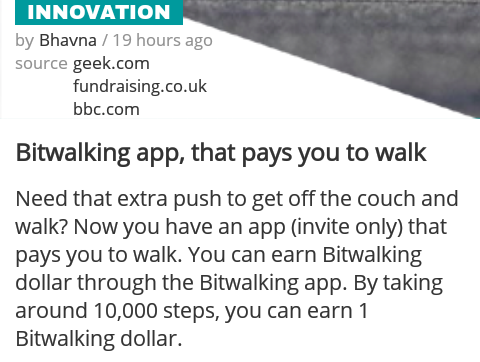 INNOVATION
by Bhavna / 19 hours ago
source geek.com
fundraising.co.uk
bbc.com
Bitwalking app, that pays you to walk
Need that extra push to get off the couch and
walk? Now you have an app (invite only) that
pays you to walk. You can earn Bitwalking
dollar through the Bitwalking app. By taking
around 10,000 steps, you can earn 1
Bitwalking dollar.